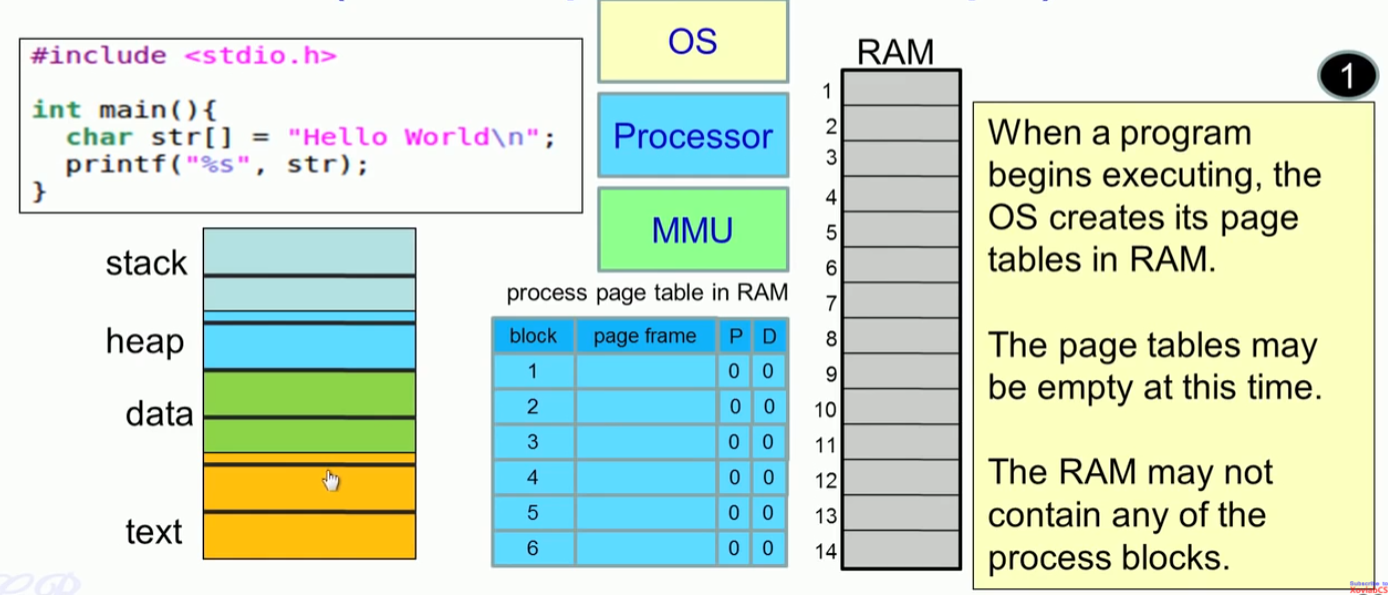 #include <stdio.h>
int main(){
char str[] = "Hello World\n";
printf("%s", str);
}
OS
Processor
MMU
stack
heap
data
text
process page table in RAM
block page frame P D
1 0 0
2 0 0
3 0 0
4 0 0
5 0 0
6 0 0
RAM
1
2
3
4
5
6
7
8
9
10
11
12
13
14
1
When a program
begins executing, the
OS creates its page
tables in RAM.
The page tables may
be empty at this time.
The RAM may not
contain any of the
process blocks.
Subscribe to